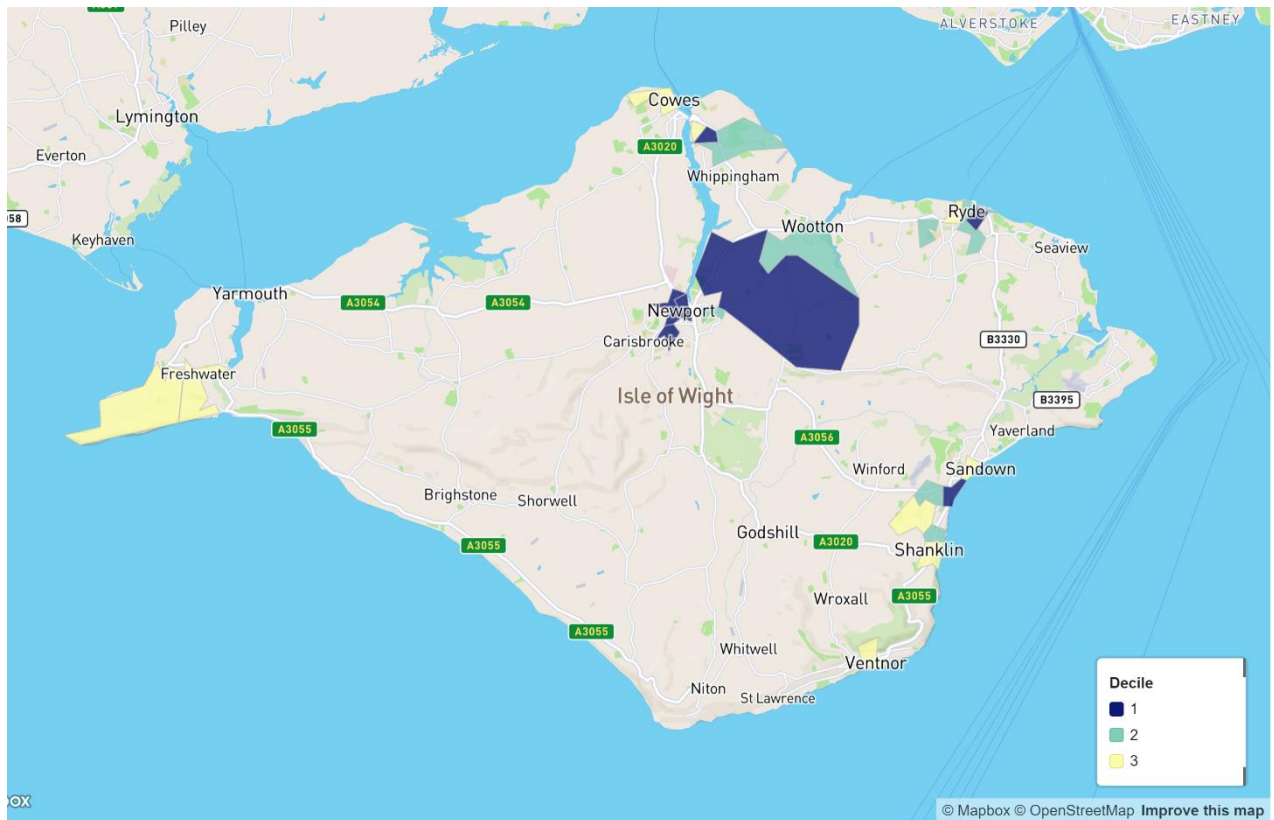 Pilley
ALVERSTOKE
EASTNEY
Lymington
Cowes
Everton
A3020
Whippingham
58
Keyhaven
Ryde
Wootton
Seaview
Yarmouth
A3054
A3054
Newport
Carisbrooke
B3330
Freshwater
Isle of Wight
B3395
A3055
A3056
Yaverland
Winford
Sandown
Brighstone
Shorwell
Godshill
A3020
A3055
Shanklin
Wroxall
A3055
A3055
Whitwell
Ventnor
Niton
St Lawrence
Decile
1
2
3
box
© Mapbox © OpenStreetMap Improve this map